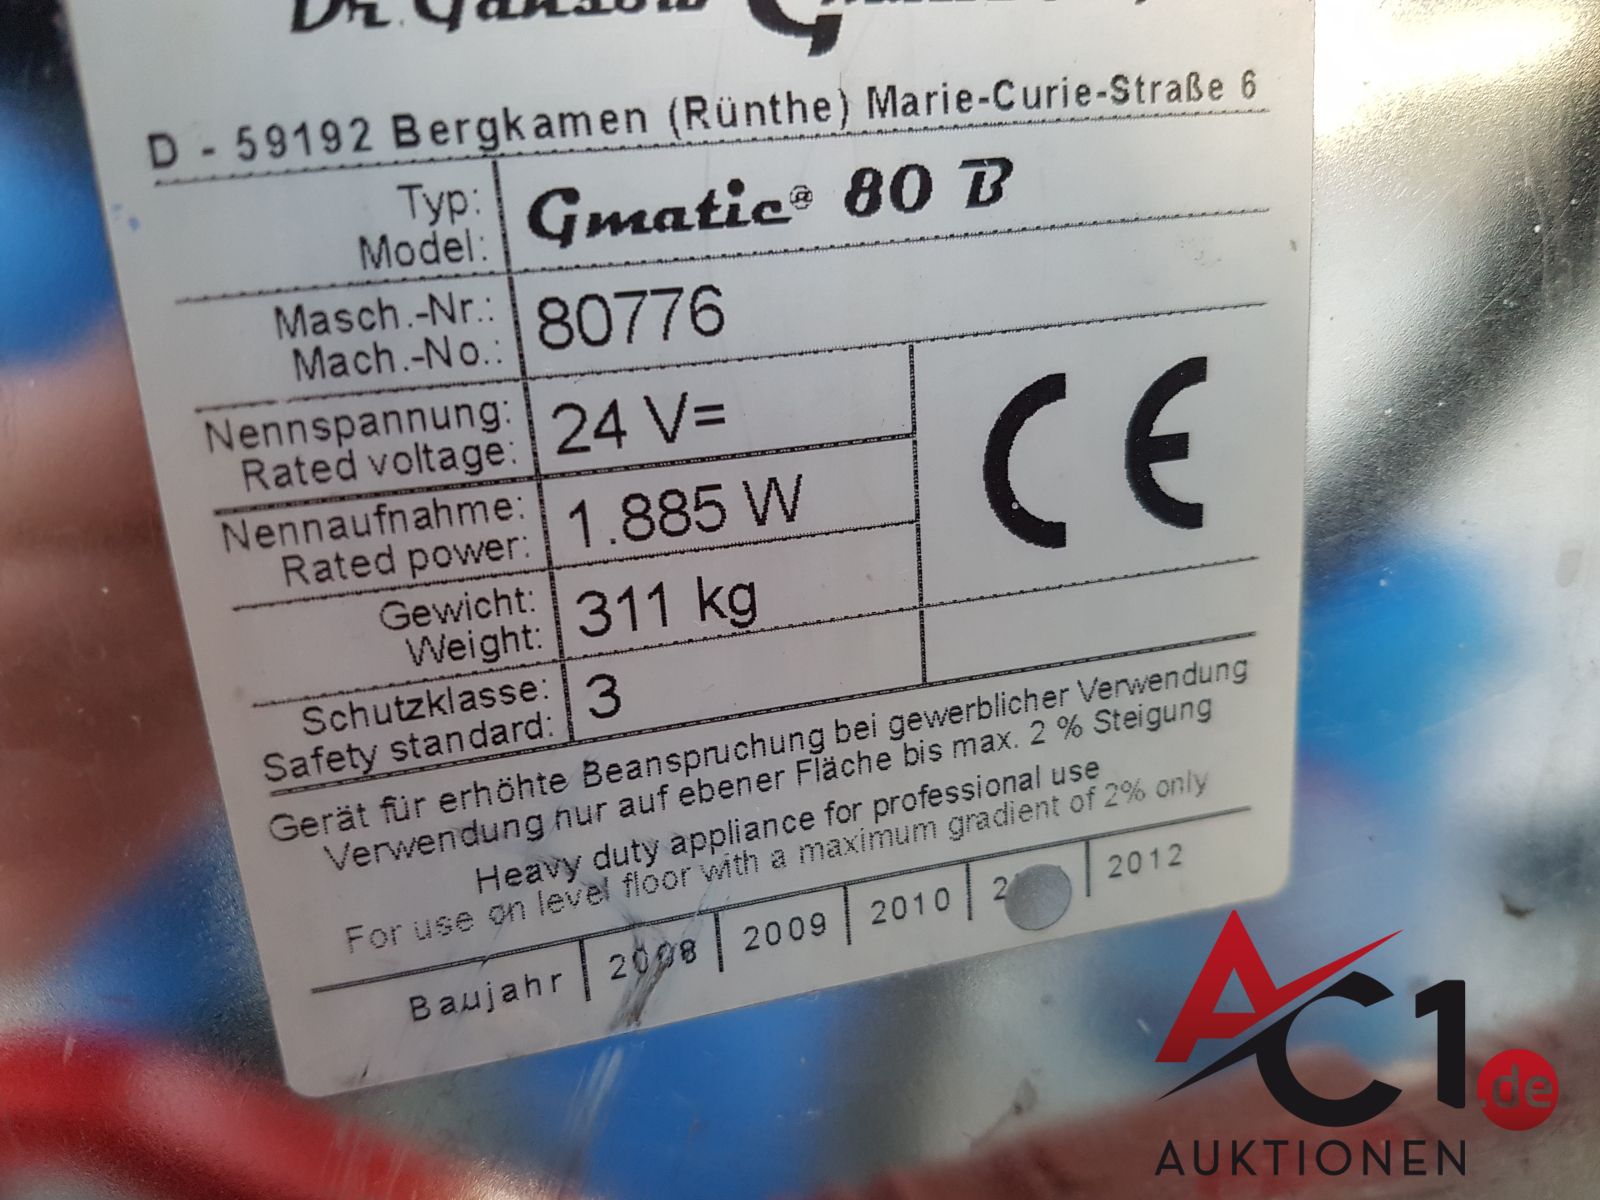 D - 59192 Bergkamen (Rünthe) Marie-Curie-Straße 6
Typ:
Model:
Gmatic® 80 B
Masch.-Nr.:
Mach.-No.:
80776
Nennspannung:
Rated voltage:
24 V=
Nennaufnahme:
Rated power:
1.885 W
Gewicht:
Weight:
311 kg
Schutzklasse:
Safety standard:
3
CE
Gerät für erhöhte Beanspruchung bei gewerblicher Verwendung
Verwendung nur auf ebener Fläche bis max. 2 % Steigung
Heavy duty appliance for professional use
For use on level floor with a maximum gradient of 2% only
Baujahr 2008 2009 2010 2012
AC1.de
AUKTIONEN